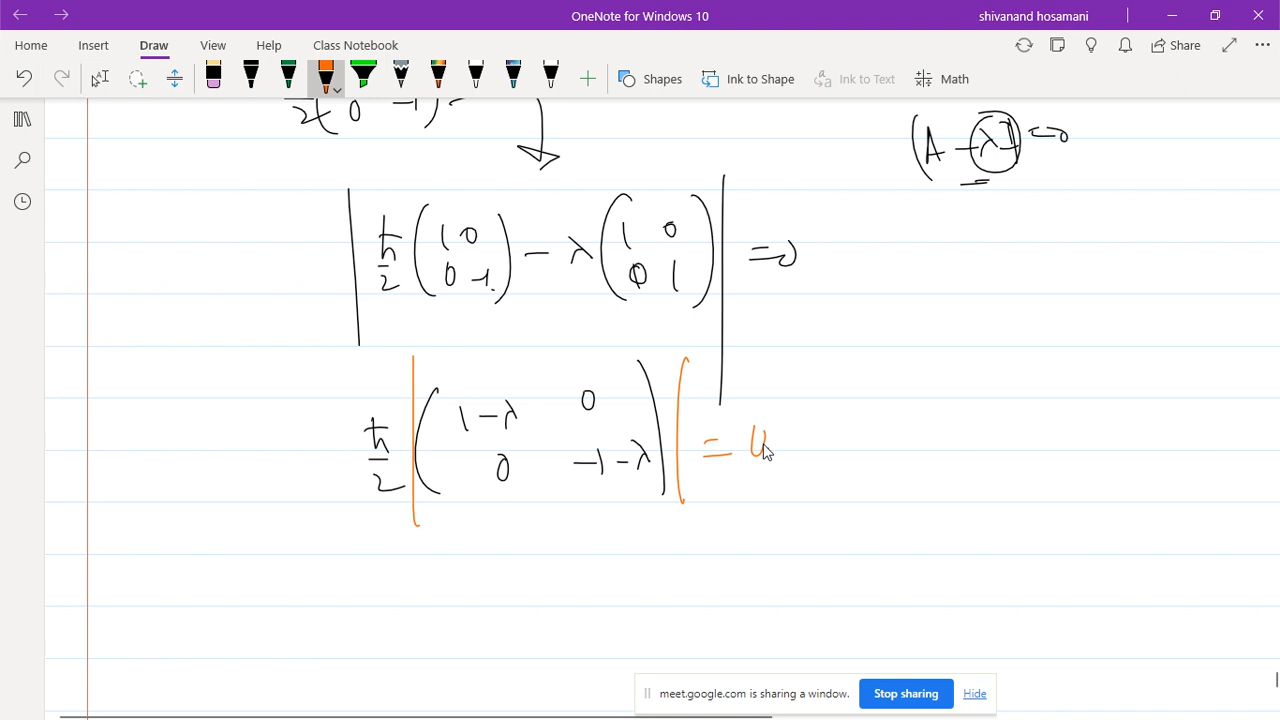 OneNote for Windows 10
shivanand hosamani
Home Insert Draw View Help Class Notebook
Share
Shapes Ink to Shape Ink to Text Math
2 ( 0 -1 )
(A - λI) = 0
| ħ/2 ( 1 0
0 -1 ) - λ ( 1 0
0 1 ) | = 0
ħ/2 | ( 1 - λ 0
0 -1 - λ ) | =
meet.google.com is sharing a window. Stop sharing Hide